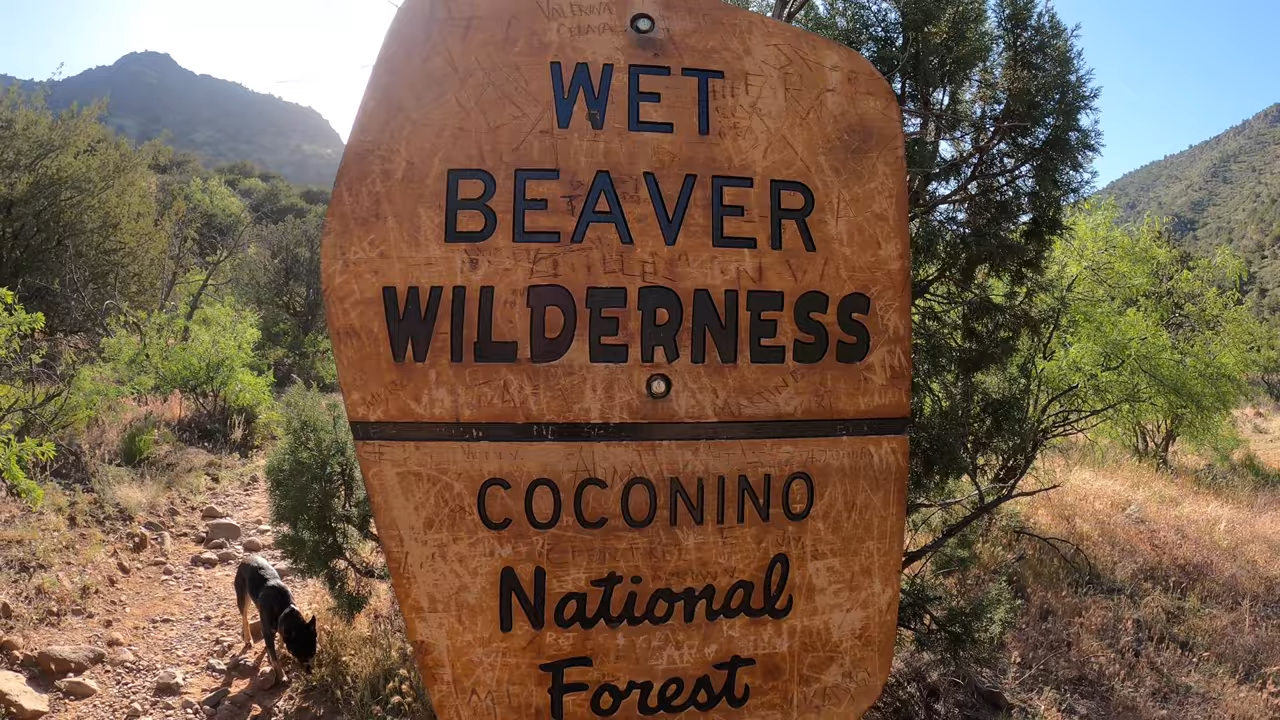 WET
BEAVER
WILDERNESS
COCONINO
National
Forest